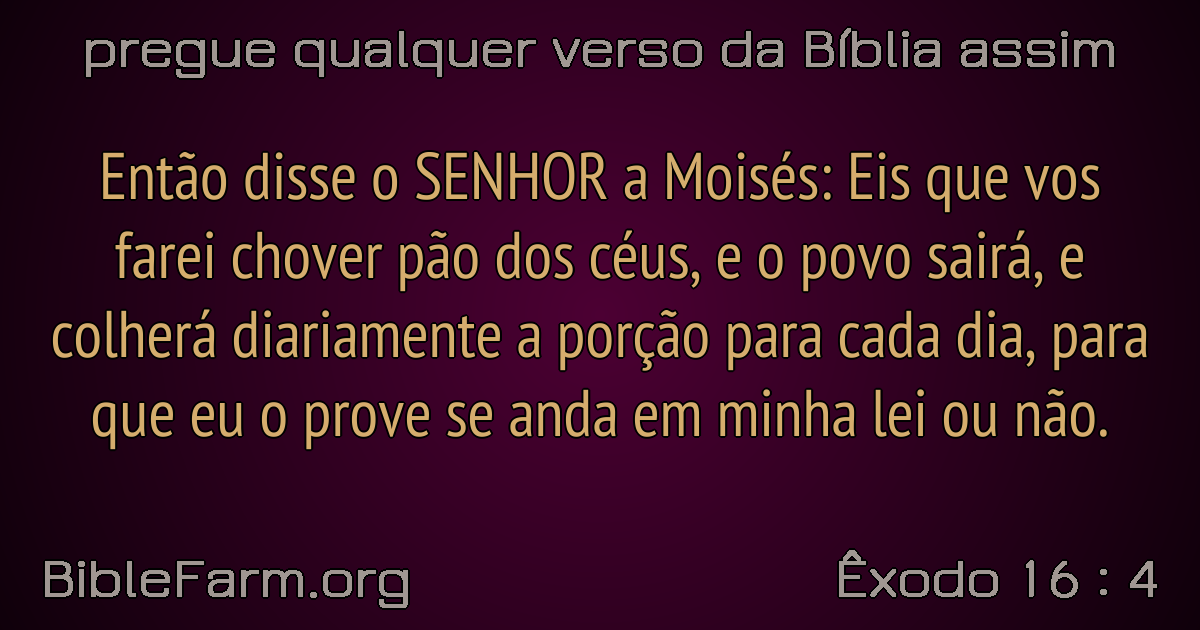 pregue qualquer verso da Bíblia assim
Então disse o SENHOR a Moisés: Eis que vos
farei chover pão dos céus, e o povo sairá, e
colherá diariamente a porção para cada dia, para
que eu o prove se anda em minha lei ou não.
BibleFarm.org
Êxodo 16 : 4